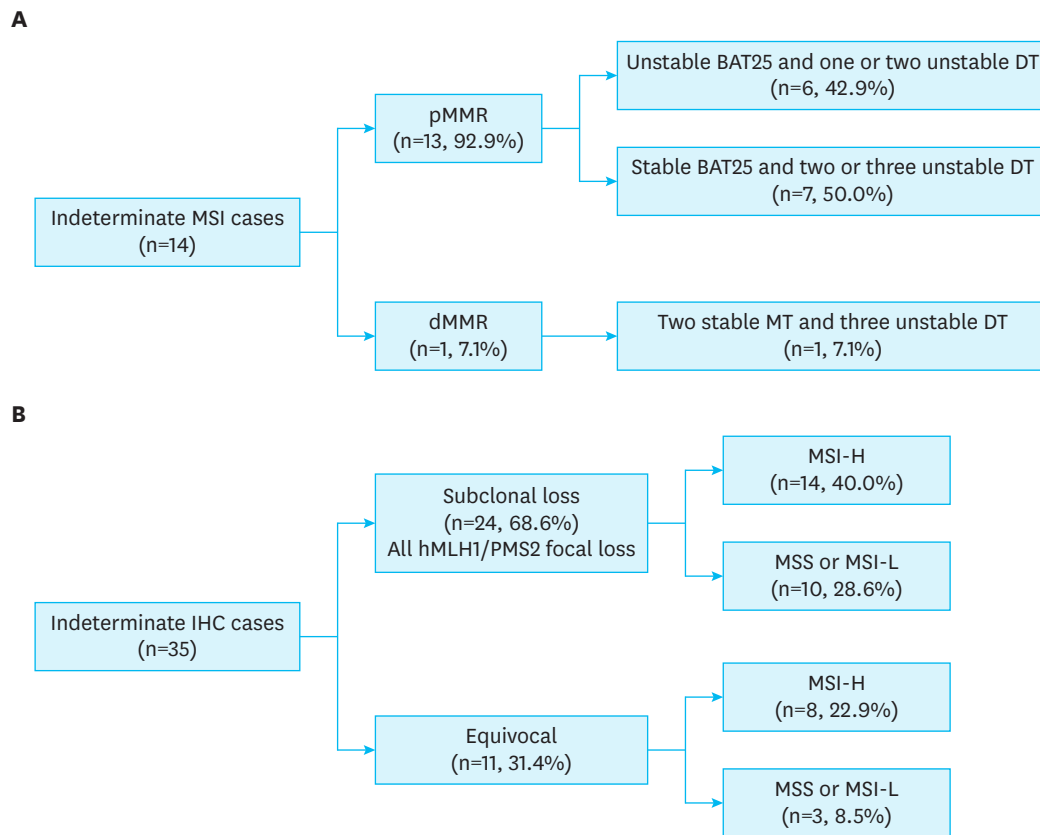 A
Indeterminate MSI cases
(n=14)
pMMR
(n=13, 92.9%)
Unstable BAT25 and one or two unstable DT
(n=6, 42.9%)
Stable BAT25 and two or three unstable DT
(n=7, 50.0%)
dMMR
(n=1, 7.1%)
Two stable MT and three unstable DT
(n=1, 7.1%)
B
Indeterminate IHC cases
(n=35)
Subclonal loss
(n=24, 68.6%)
All hMLH1/PMS2 focal loss
MSI-H
(n=14, 40.0%)
MSS or MSI-L
(n=10, 28.6%)
Equivocal
(n=11, 31.4%)
MSI-H
(n=8, 22.9%)
MSS or MSI-L
(n=3, 8.5%)